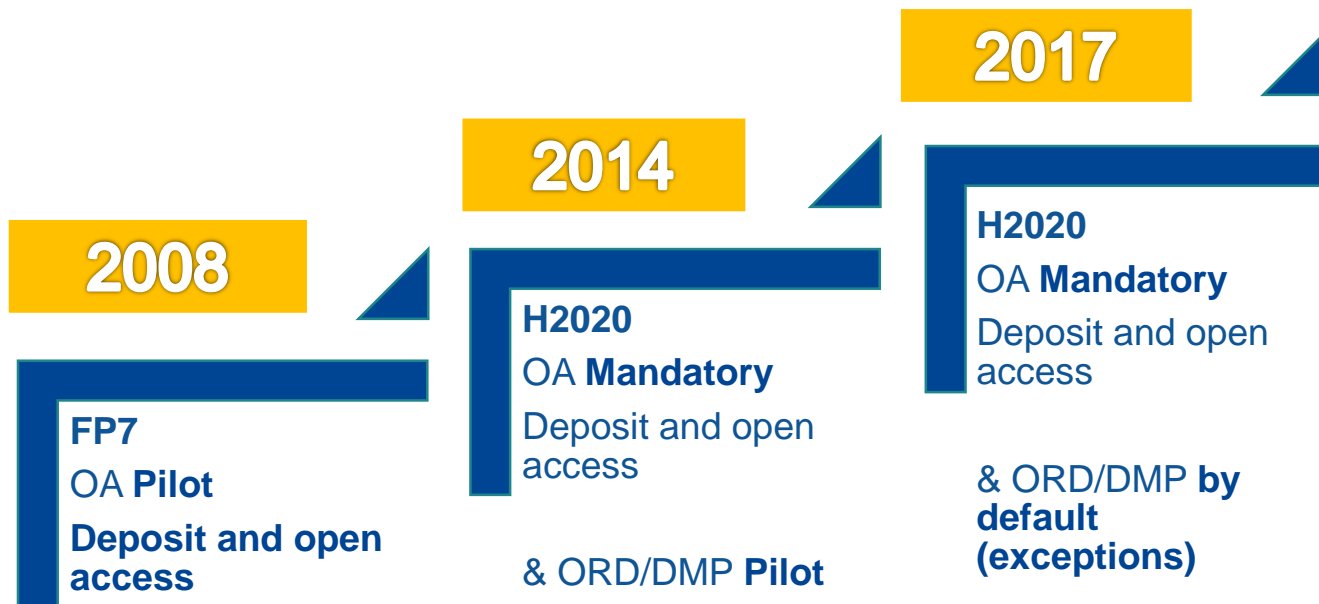 2008
FP7
OA Pilot
Deposit and open
access
2014
H2020
OA Mandatory
Deposit and open
access
& ORD/DMP Pilot
2017
H2020
OA Mandatory
Deposit and open
access
& ORD/DMP by
default
(exceptions)